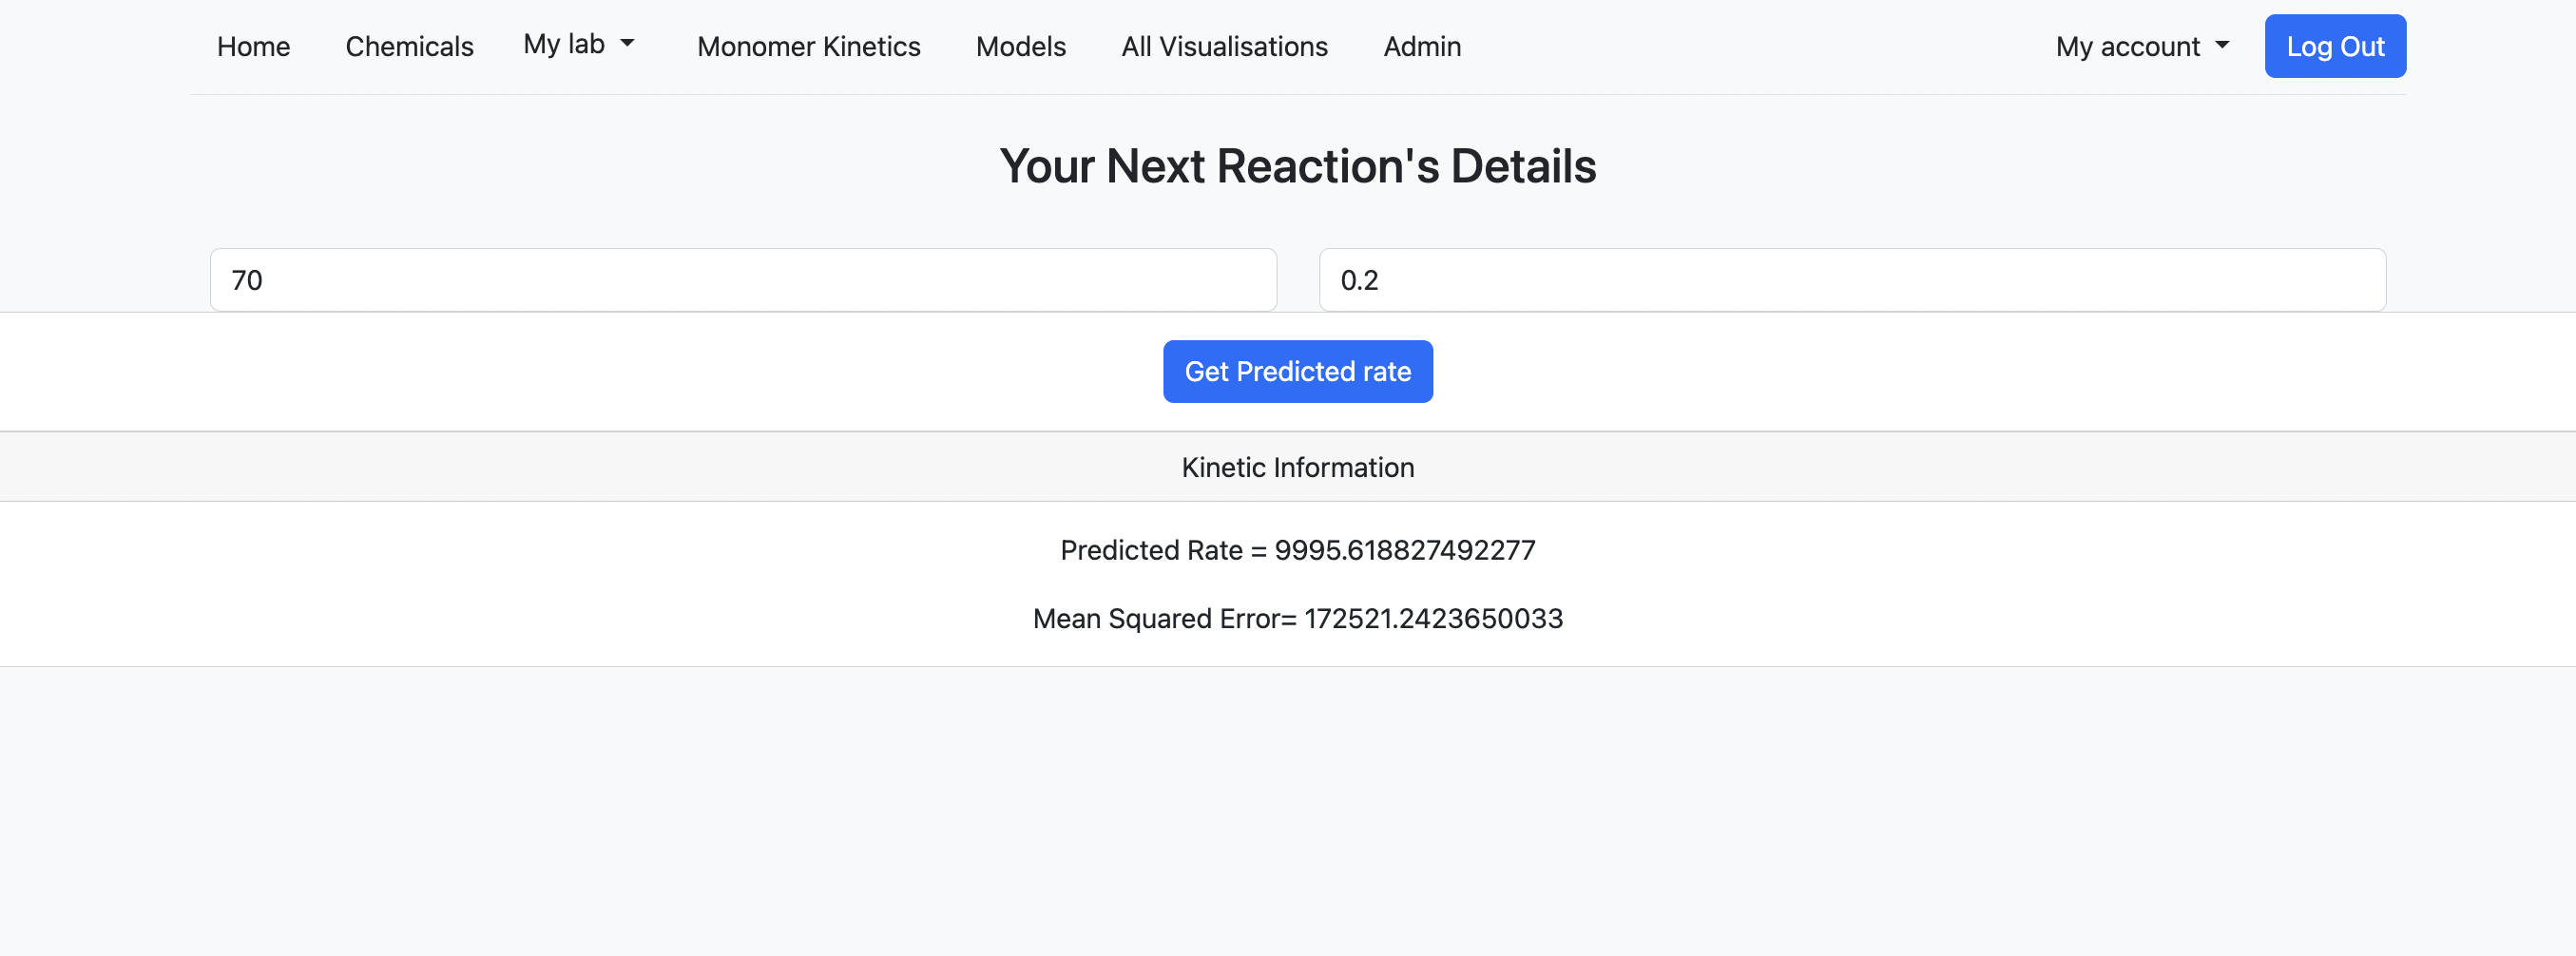 Home Chemicals My lab Monomer Kinetics Models All Visualisations Admin My account Log Out
Your Next Reaction's Details
70 0.2
Get Predicted rate
Kinetic Information
Predicted Rate = 9995.618827492277
Mean Squared Error= 172521.2423650033